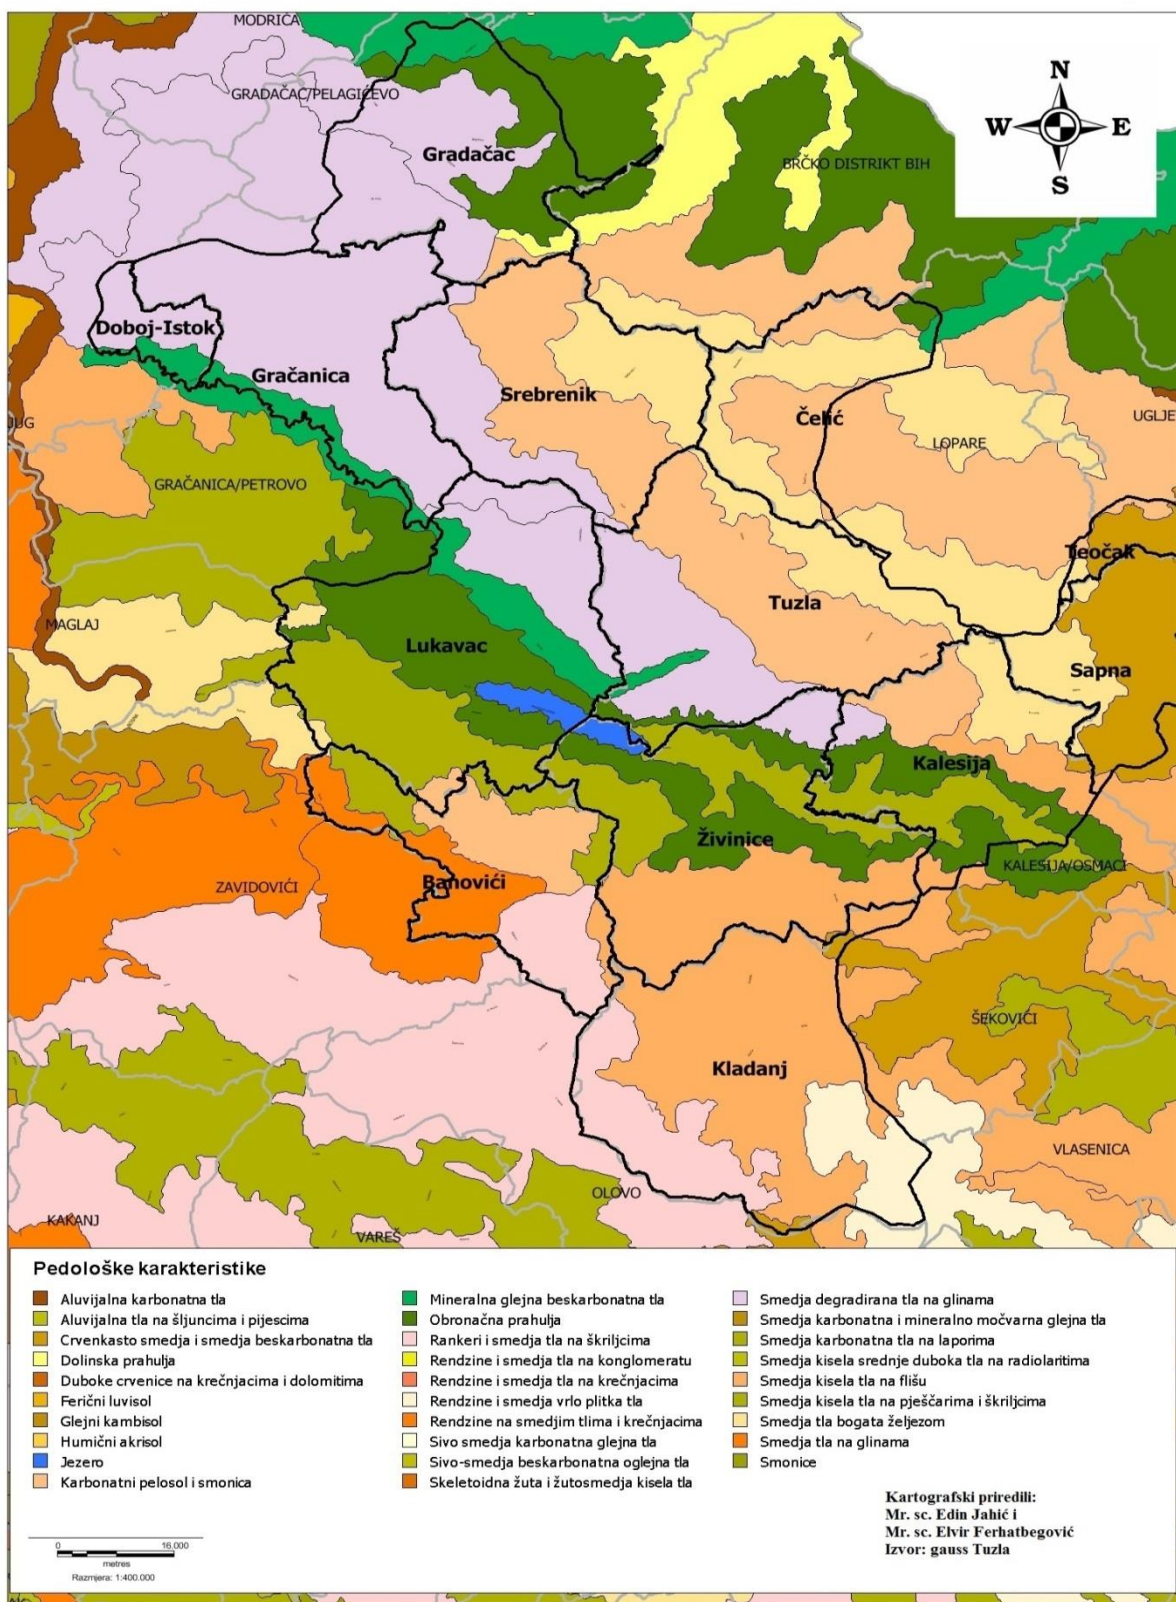 MODRIČA
GRADAČAC/PELAGIĆEVO
N
W E
S
Gradačac
BRČKO DISTRIKT BIH
Doboj-Istok
Gračanica
Srebrenik
Čelić
JUG
UGLJE
LOPARE
GRAČANICA/PETROVO
Teočak
Tuzla
MAGLAJ
Lukavac
Sapna
Kalesija
Živinice
KALESIJA/OSMACI
ZAVIDOVIĆI
Banovići
ŠEKOVIĆI
Kladanj
VLASENICA
OLOVO
KAKANJ
VAREŠ
Pedološke karakteristike
Aluvijalna karbonatna tla
Aluvijalna tla na šljuncima i pijescima
Crvenkasto smedja i smedja beskarbonatna tla
Dolinska prahulja
Duboke crvenice na krečnjacima i dolomitima
Ferični luvisol
Glejni kambisol
Humični akrisol
Jezero
Karbonatni pelosol i smonica
Mineralna glejna beskarbonatna tla
Obronačna prahulja
Rankeri i smedja tla na škriljcima
Rendzine i smedja tla na konglomeratu
Rendzine i smedja tla na krečnjacima
Rendzine i smedja vrlo plitka tla
Rendzine na smedjim tlima i krečnjacima
Sivo smedja karbonatna glejna tla
Sivo-smedja beskarbonatna oglejna tla
Skeletoidna žuta i žutosmedja kisela tla
Smedja degradirana tla na glinama
Smedja karbonatna i mineralno močvarna glejna tla
Smedja karbonatna tla na laporima
Smedja kisela srednje duboka tla na radiolaritima
Smedja kisela tla na flišu
Smedja kisela tla na pješčarima i škriljcima
Smedja tla bogata željezom
Smedja tla na glinama
Smonice
Kartografski priredili:
Mr. sc. Edin Jahić i
Mr. sc. Elvir Ferhatbegović
Izvor: gauss Tuzla
0 16.000
metres
Razmjera: 1:400.000